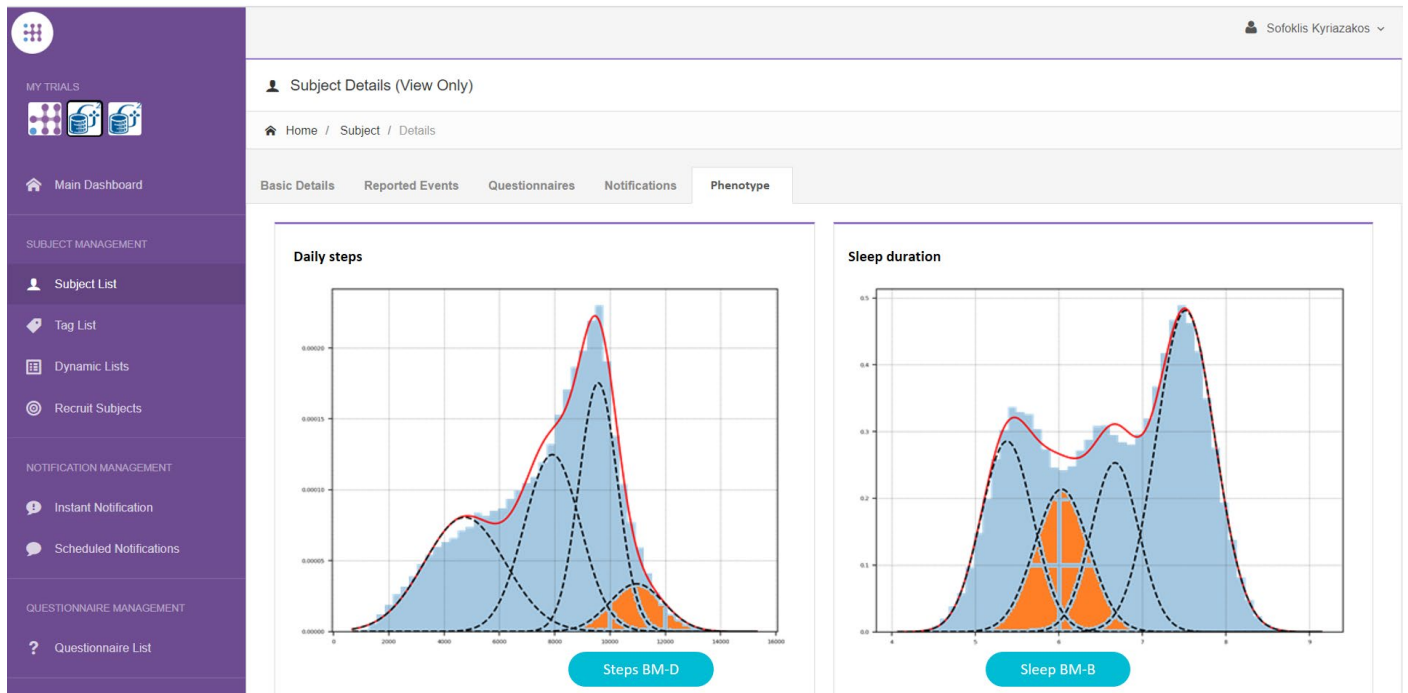 Sofoklis Kyriazakos
MY TRIALS
Subject Details (View Only)
Home / Subject / Details
Main Dashboard
Basic Details Reported Events Questionnaires Notifications Phenotype
SUBJECT MANAGEMENT
Subject List
Tag List
Dynamic Lists
Recruit Subjects
NOTIFICATION MANAGEMENT
Instant Notification
Scheduled Notifications
QUESTIONNAIRE MANAGEMENT
? Questionnaire List
Daily steps
0.00020
0.00015
0.00010
0.00005
0.00000
0 2000 4000 6000 8000 10000 12000 14000 16000
Steps BM-D
Sleep duration
0.5
0.4
0.3
0.2
0.1
0.0
4 5 6 7 8 9
Sleep BM-B